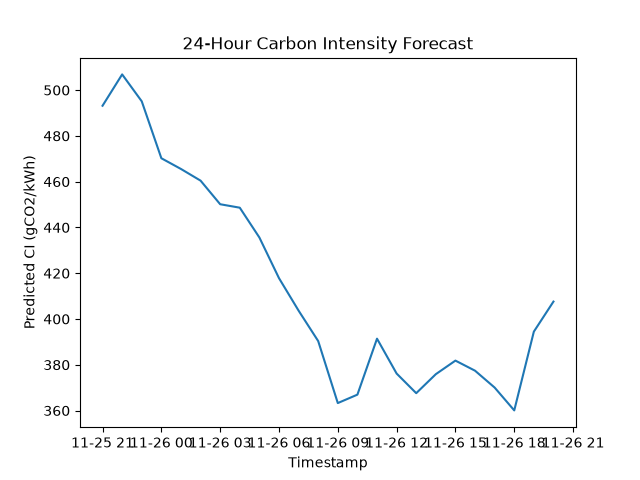 24-Hour Carbon Intensity Forecast
Predicted CI (gCO2/kWh)
500
480
460
440
420
400
380
360
11-25 21 11-26 00 11-26 03 11-26 06 11-26 09 11-26 12 11-26 15 11-26 18 11-26 21
Timestamp